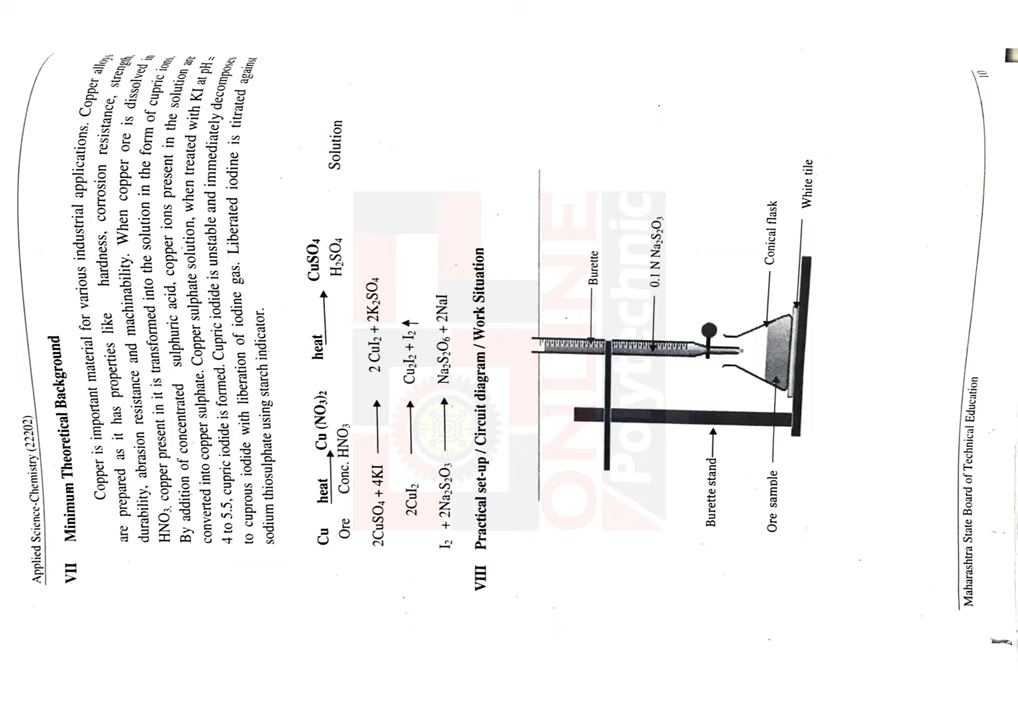 Applied Science-Chemistry (22202)
VII Minimum Theoretical Background
Copper is important material for various industrial applications. Copper alloys
are prepared as it has properties like hardness, corrosion resistance, strength,
durability, abrasion resistance and machinability. When copper ore is dissolved in
HNO3, copper present in it is transformed into the solution in the form of cupric ions.
By addition of concentrated sulphuric acid, copper ions present in the solution are
converted into copper sulphate. Copper sulphate solution, when treated with KI at pH =
4 to 5.5, cupric iodide is formed. Cupric iodide is unstable and immediately decomposes
to cuprous iodide with liberation of iodine gas. Liberated iodine is titrated against
sodium thiosulphate using starch indicator.
Cu heat → Cu (NO3)2 heat → CuSO4
Ore Conc. HNO3 H2SO4 Solution
2CuSO4 + 4KI → 2 CuI2 + 2K2SO4
2CuI2 → Cu2I2 + I2 ↑
I2 + 2Na2S2O3 → Na2S2O6 + 2NaI
VIII Practical set-up / Circuit diagram / Work Situation
Burette
0.1 N Na2S2O3
Burette stand
Conical flask
Ore sample
White tile
ONLINE
Polytechnic
Maharashtra State Board of Technical Education
10